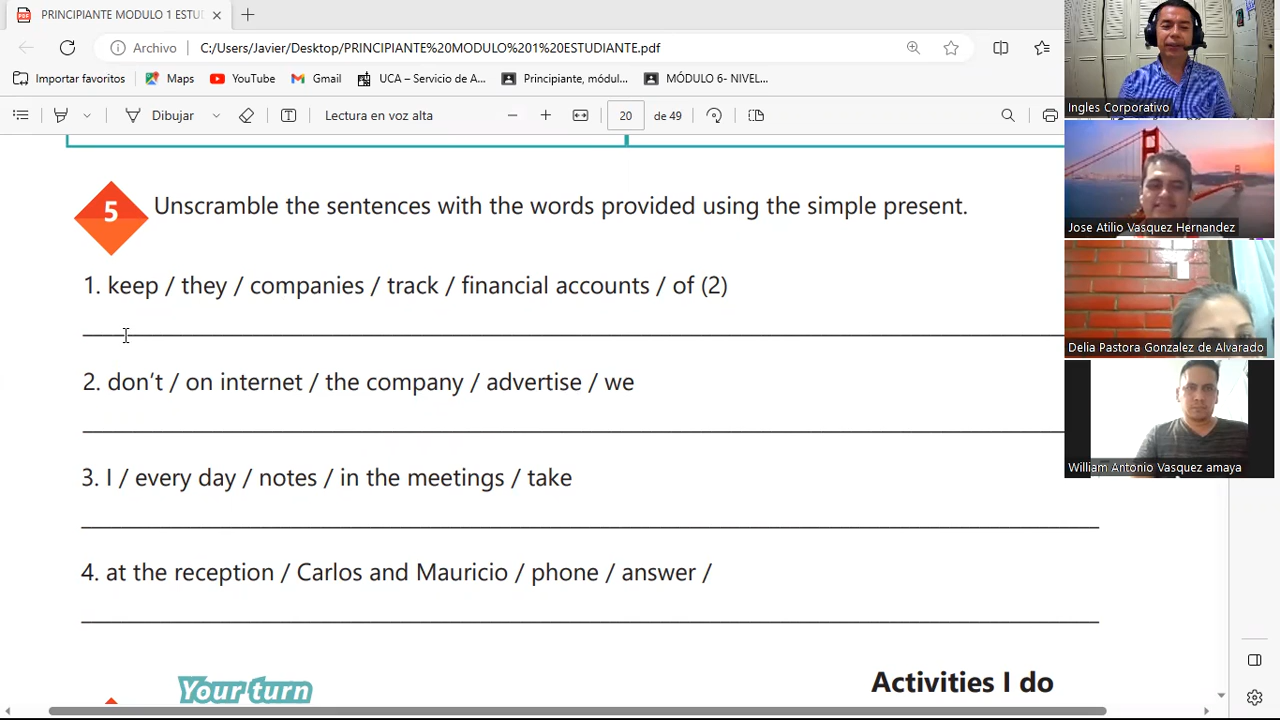 PRINCIPIANTE MODULO 1 ESTU
Archivo C:/Users/Javier/Desktop/PRINCIPIANTE%20MODULO%201%20ESTUDIANTE.pdf
Importar favoritos Maps YouTube Gmail UCA – Servicio de A... Principiante, módul... MÓDULO 6- NIVEL...
Dibujar Lectura en voz alta 20 de 49
5 Unscramble the sentences with the words provided using the simple present.
1. keep / they / companies / track / financial accounts / of (2)
2. don't / on internet / the company / advertise / we
3. I / every day / notes / in the meetings / take
4. at the reception / Carlos and Mauricio / phone / answer /
Your turn
Activities I do
Ingles Corporativo
Jose Atilio Vasquez Hernandez
Delia Pastora Gonzalez de Alvarado
William Antonio Vasquez amaya